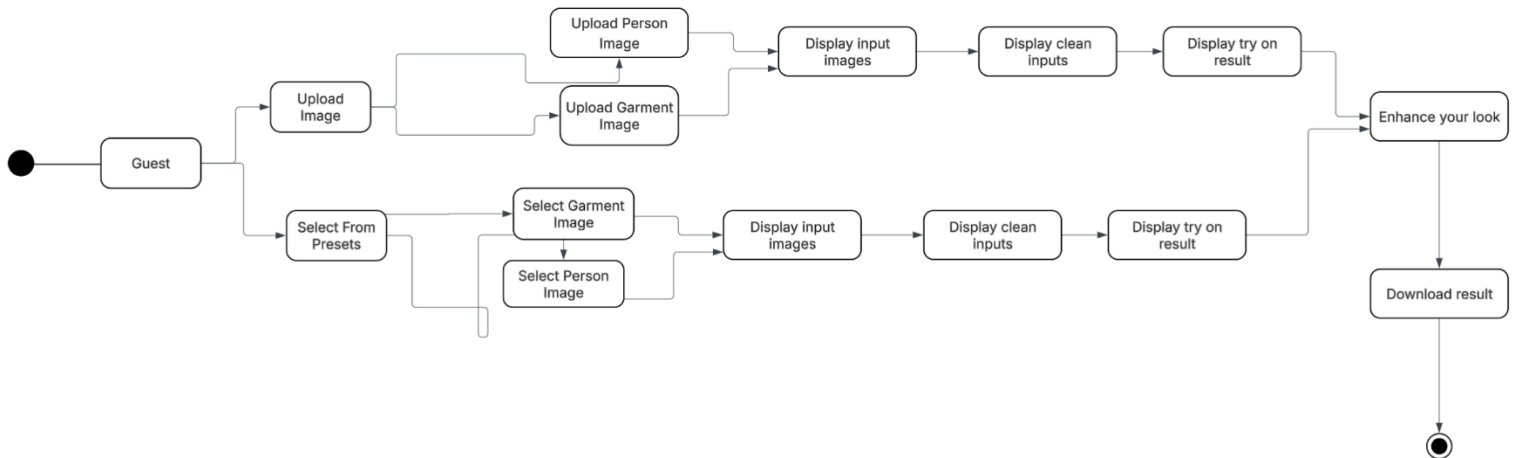 Upload Person
Image
Display input
images
Display clean
inputs
Display try on
result
Upload
Image
Upload Garment
Image
Enhance your look
Guest
Select From
Presets
Select Garment
Image
Select Person
Image
Display input
images
Display clean
inputs
Display try on
result
Download result